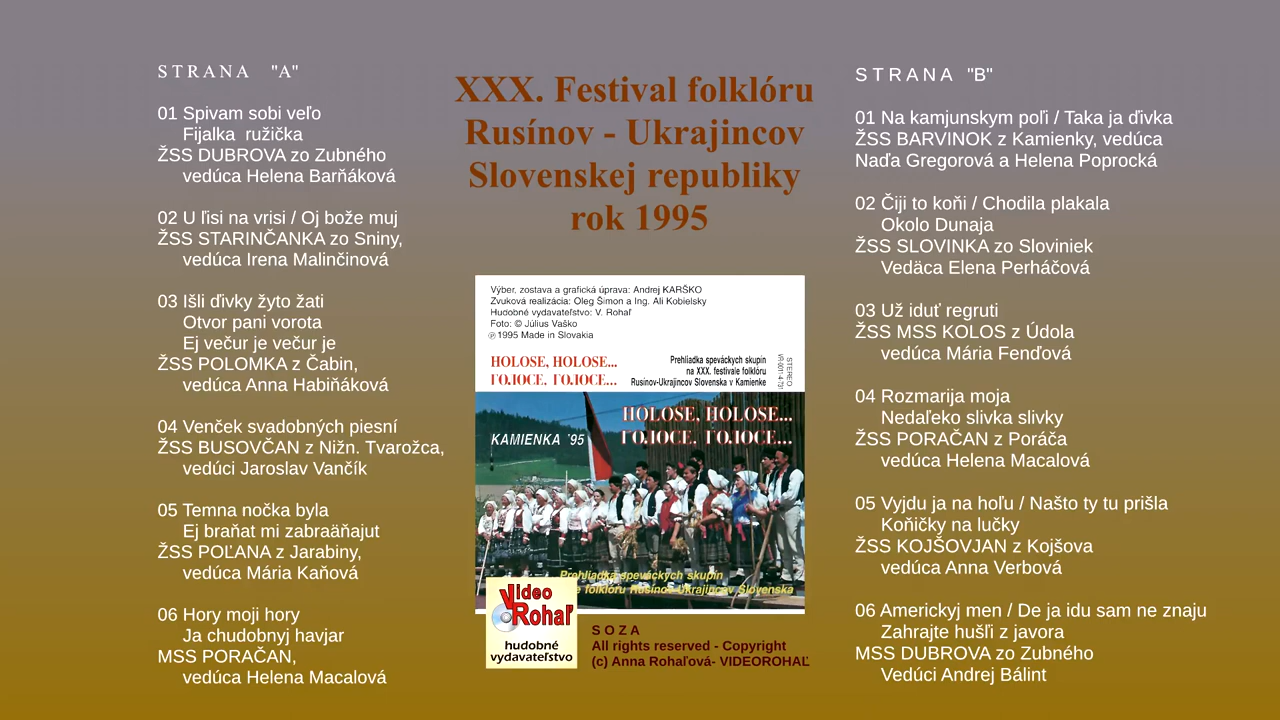 STRANA "A"
01 Spivam sobi veľo
Fijalka ružička
ŽSS DUBROVA zo Zubného
vedúca Helena Barňáková
02 U ľisi na vrisi / Oj bože muj
ŽSS STARINČANKA zo Sniny,
vedúca Irena Malinčinová
03 Išli ďivky žyto žati
Otvor pani vorota
Ej večur je večur je
ŽSS POLOMKA z Čabin,
vedúca Anna Habiňáková
04 Venček svadobných piesní
ŽSS BUSOVČAN z Nižn. Tvarožca,
vedúci Jaroslav Vančík
05 Temna nočka byla
Ej braňat mi zabraäňajut
ŽSS POĽANA z Jarabiny,
vedúca Mária Kaňová
06 Hory moji hory
Ja chudobnyj havjar
MSS PORAČAN,
vedúca Helena Macalová
XXX. Festival folklóru
Rusínov - Ukrajincov
Slovenskej republiky
rok 1995
Výber, zostava a grafická úprava: Andrej KARŠKO
Zvuková realizácia: Oleg Šimon a Ing. Ali Kobielsky
Hudobné vydavateľstvo: V. Rohaľ
Foto: © Július Vaško
℗ 1995 Made in Slovakia
HOLOSE, HOLOSE...
ГОЛОСЕ, ГОЛОСЕ...
Prehliadka speváckych skupín
na XXX. festivale folklóru
Rusínov-Ukrajincov Slovenska v Kamienke
STEREO
KAMIENKA '95
HOLOSE, HOLOSE...
ГОЛОСЕ, ГОЛОСЕ...
Prehliadka speváckych skupín
folklóru Rusínov-Ukrajincov Slovenska
Video
Rohaľ
hudobné
vydavateľstvo
S O Z A
All rights reserved - Copyright
(c) Anna Rohaľová- VIDEOROHAĽ
STRANA "B"
01 Na kamjunskym poľi / Taka ja ďivka
ŽSS BARVINOK z Kamienky, vedúca
Naďa Gregorová a Helena Poprocká
02 Čiji to koňi / Chodila plakala
Okolo Dunaja
ŽSS SLOVINKA zo Sloviniek
Vedäca Elena Perháčová
03 Už iduť regruti
ŽSS MSS KOLOS z Údola
vedúca Mária Fenďová
04 Rozmarija moja
Nedaľeko slivka slivky
ŽSS PORAČAN z Poráča
vedúca Helena Macalová
05 Vyjdu ja na hoľu / Našto ty tu prišla
Koňičky na lučky
ŽSS KOJŠOVJAN z Kojšova
vedúca Anna Verbová
06 Americkyj men / De ja idu sam ne znaju
Zahrajte hušľi z javora
MSS DUBROVA zo Zubného
Vedúci Andrej Bálint